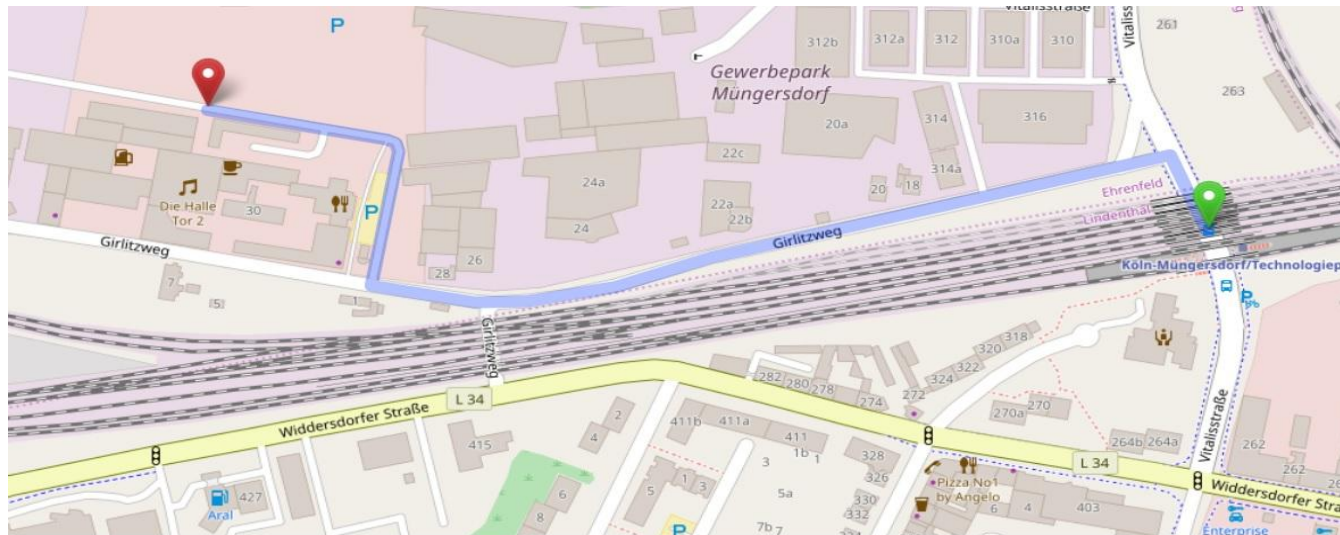 Vitalisstraße
Vitaliss
261
P
312b
312a
312
310a
310
263
Gewerbepark
Müngersdorf
20a
314
316
22c
314a
24a
20
18
Ehrenfeld
Lindenthal
22a
22b
Die Halle
Tor 2
30
P
24
Girlitzweg
Girlitzweg
26
28
Köln-Müngersdorf/Technologiep
7
5
1
P
Girlitzweg
318
320
322
324
282
280
278
274
272
270
270a
L 34
Widdersdorfer Straße
Vitalisstraße
2
4
411b
411a
411
1b
1
415
3
328
326
264b
264a
262
262
L 34
Widdersdorfer Stra
427
Aral
6
8
5
1
3
5a
330
332
Pizza No1
by Angelo
6
4
403
P
7b
7
Enterprise